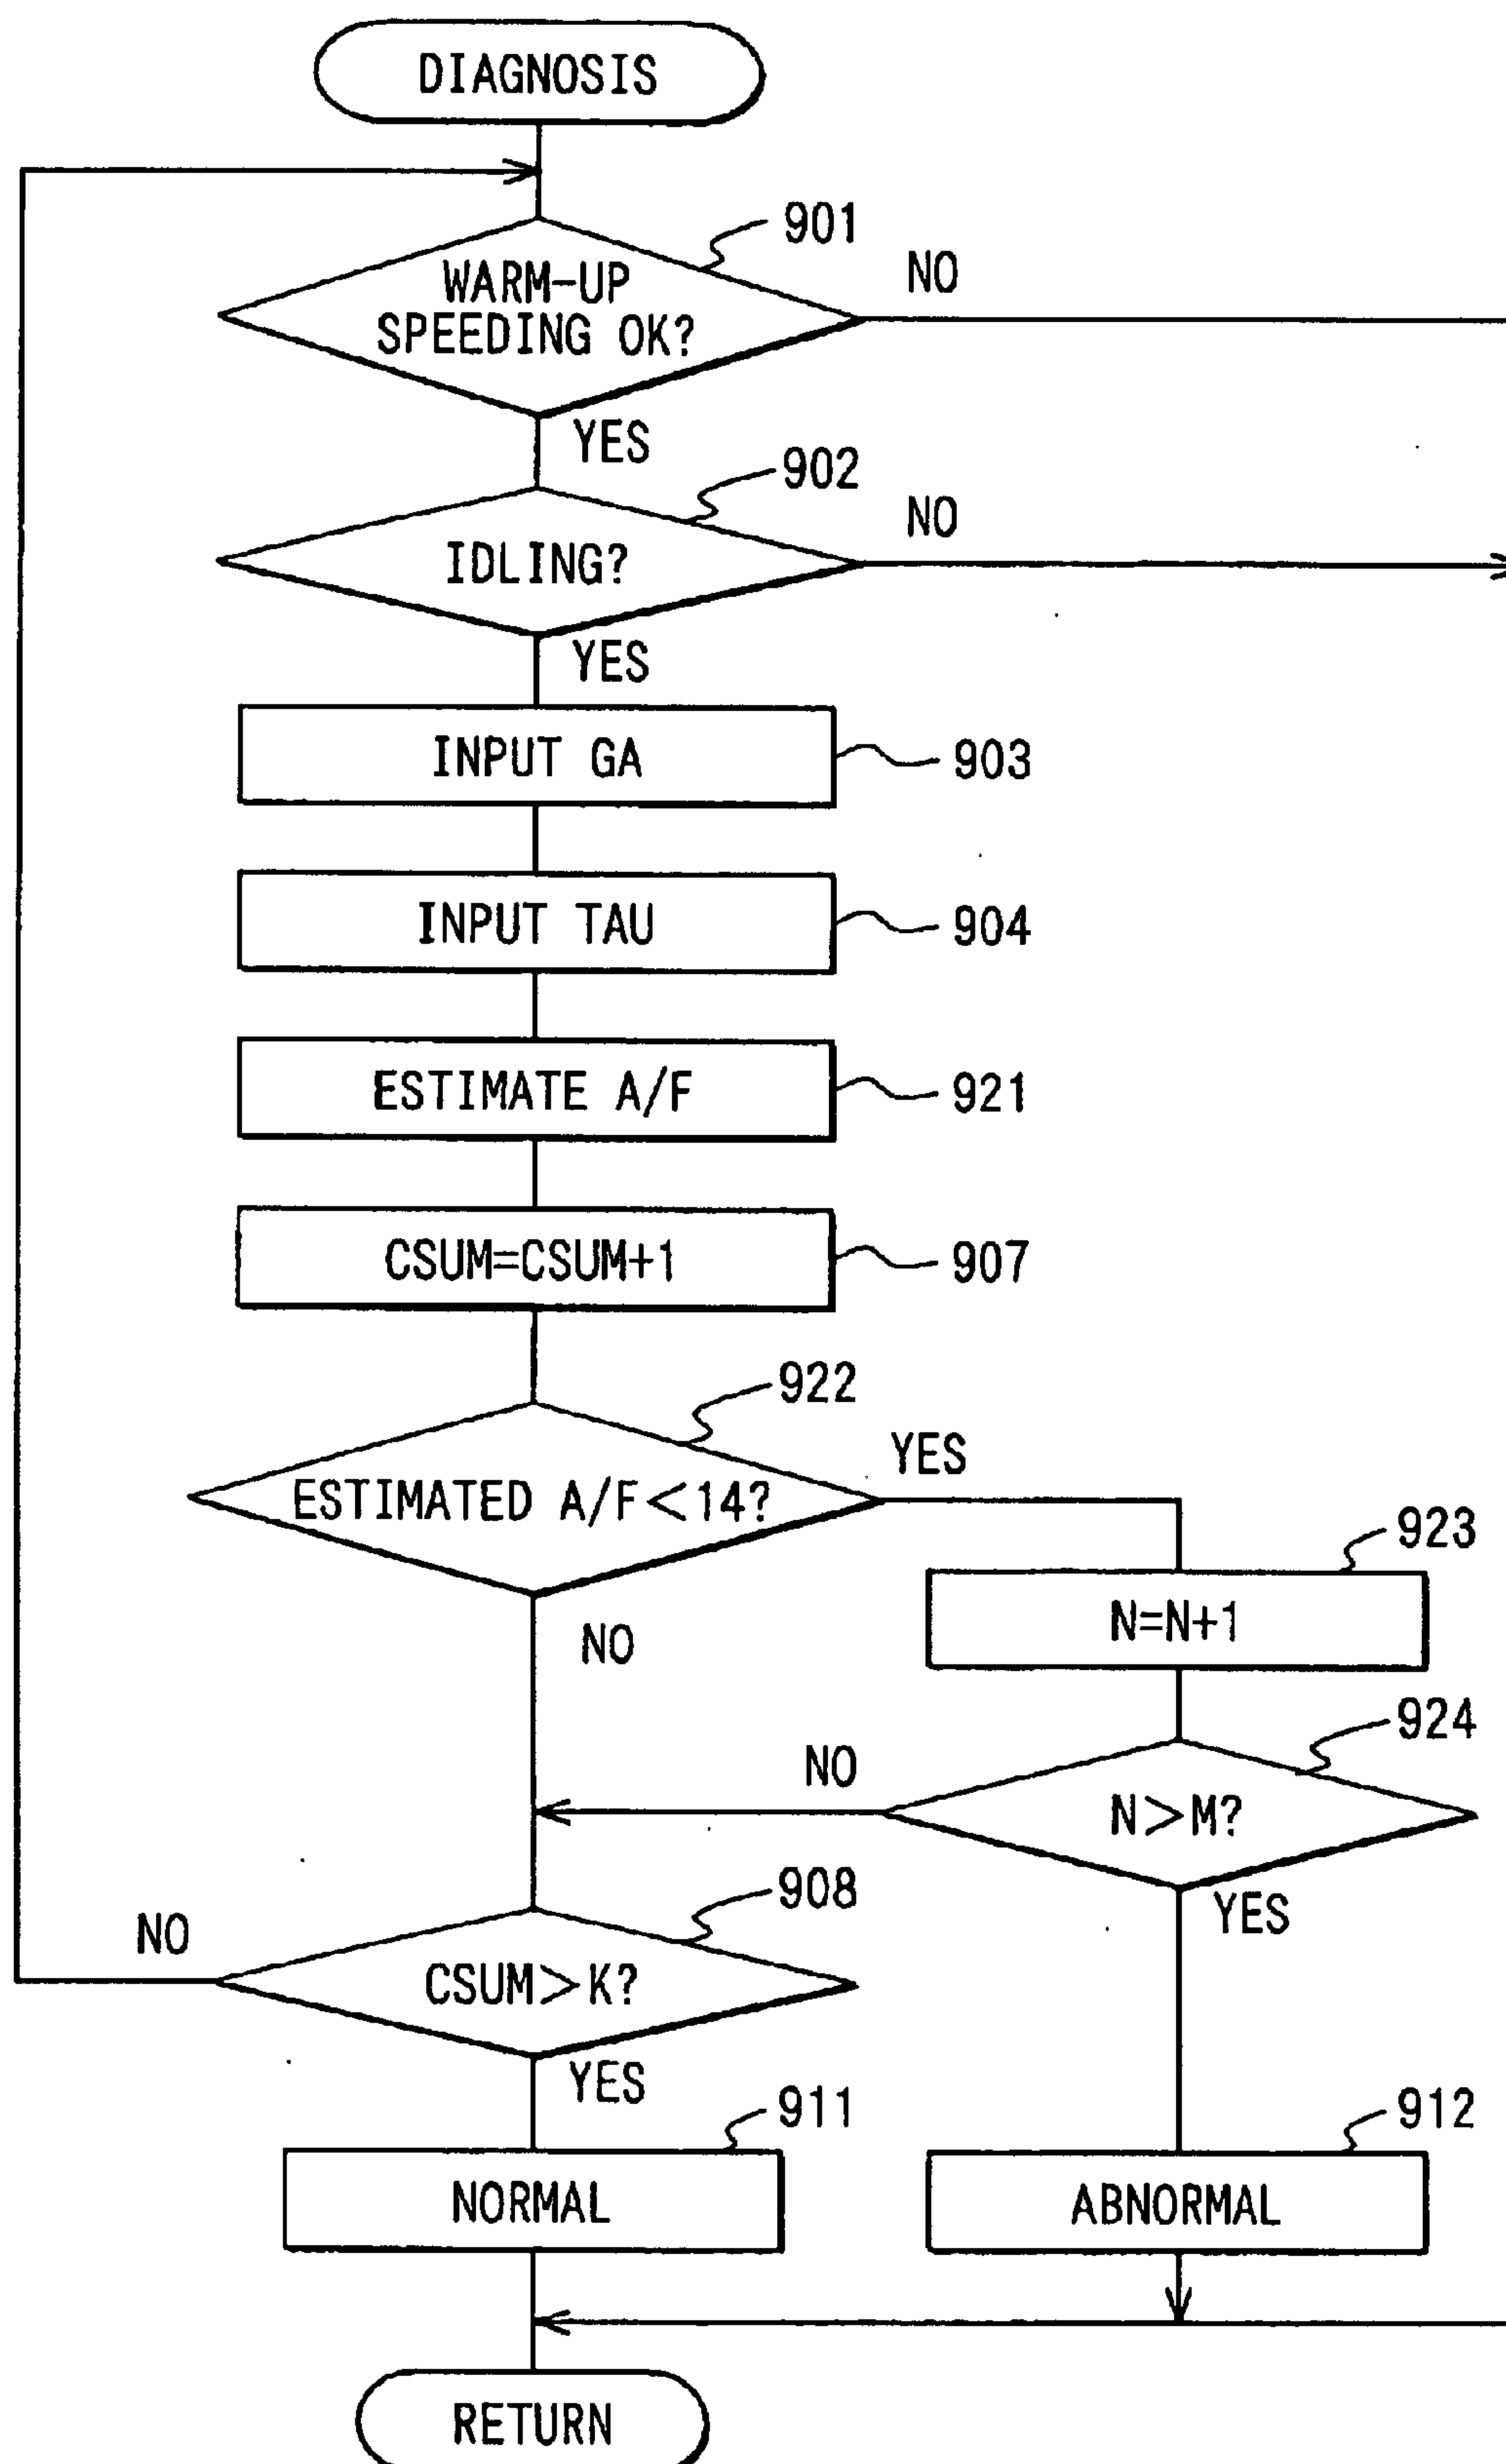 DIAGNOSIS
901
WARM-UP
SPEEDING OK?
NO
YES
902
IDLING?
NO
YES
INPUT GA
903
INPUT TAU
904
ESTIMATE A/F
921
CSUM=CSUM+1
907
922
ESTIMATED A/F<14?
YES
NO
923
N=N+1
924
N>M?
NO
YES
908
CSUM>K?
NO
YES
911
NORMAL
912
ABNORMAL
RETURN